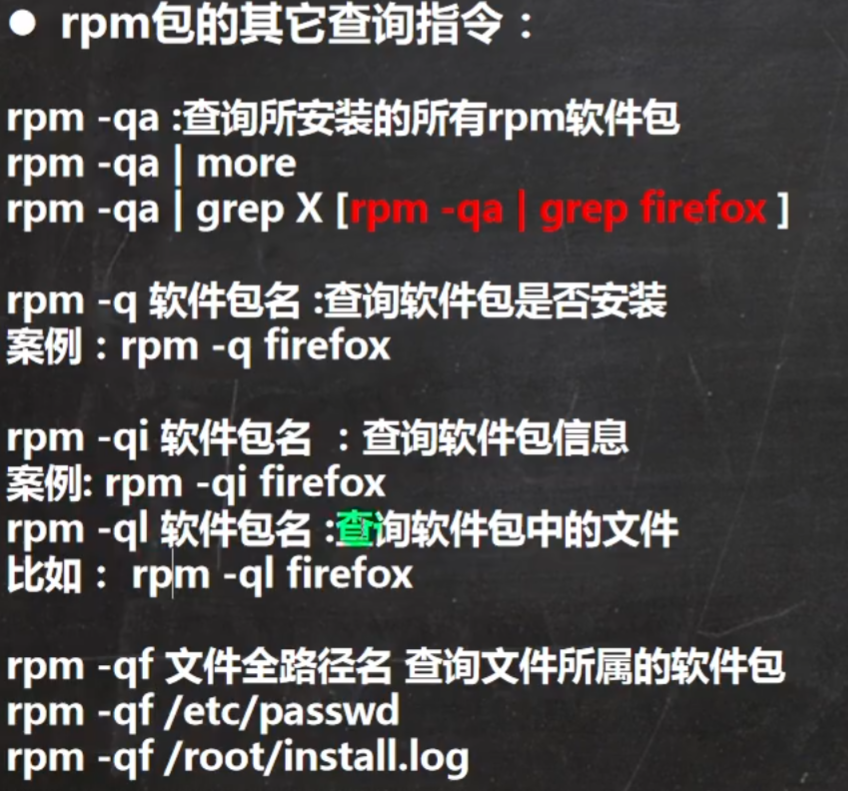 ● rpm包的其它查询指令：
rpm -qa :查询所安装的所有rpm软件包
rpm -qa | more
rpm -qa | grep X [rpm -qa | grep firefox ]
rpm -q 软件包名 :查询软件包是否安装
案例：rpm -q firefox
rpm -qi 软件包名 ：查询软件包信息
案例: rpm -qi firefox
rpm -ql 软件包名 :查询软件包中的文件
比如： rpm -ql firefox
rpm -qf 文件全路径名 查询文件所属的软件包
rpm -qf /etc/passwd
rpm -qf /root/install.log